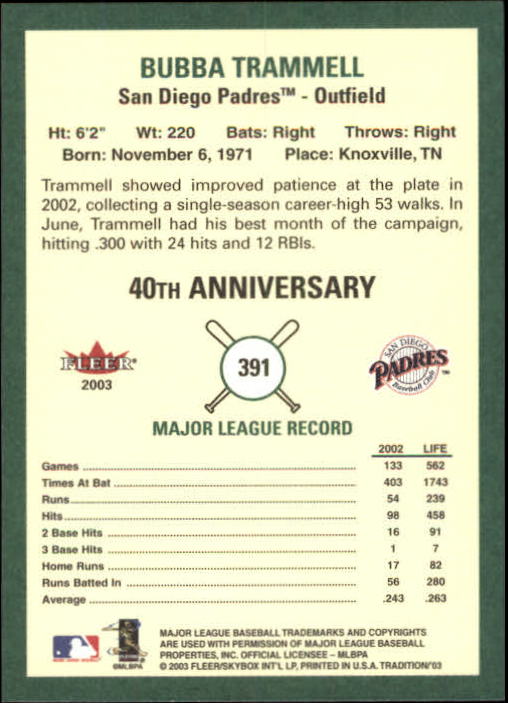 BUBBA TRAMMELL
San Diego Padres™ - Outfield
Ht: 6'2" Wt: 220 Bats: Right Throws: Right
Born: November 6, 1971 Place: Knoxville, TN
Trammell showed improved patience at the plate in
2002, collecting a single-season career-high 53 walks. In
June, Trammell had his best month of the campaign,
hitting .300 with 24 hits and 12 RBIs.
40TH ANNIVERSARY
FLEER®
2003
391
SAN DIEGO
PADRES™
Baseball Club
MAJOR LEAGUE RECORD
2002 LIFE
Games 133 562
Times At Bat 403 1743
Runs 54 239
Hits 98 458
2 Base Hits 16 91
3 Base Hits 1 7
Home Runs 17 82
Runs Batted In 56 280
Average .243 .263
©MLBPA
MAJOR LEAGUE BASEBALL TRADEMARKS AND COPYRIGHTS
ARE USED WITH PERMISSION OF MAJOR LEAGUE BASEBALL
PROPERTIES, INC. OFFICIAL LICENSEE - MLBPA
© 2003 FLEER/SKYBOX INT'L LP, PRINTED IN U.S.A. TRADITION/'03